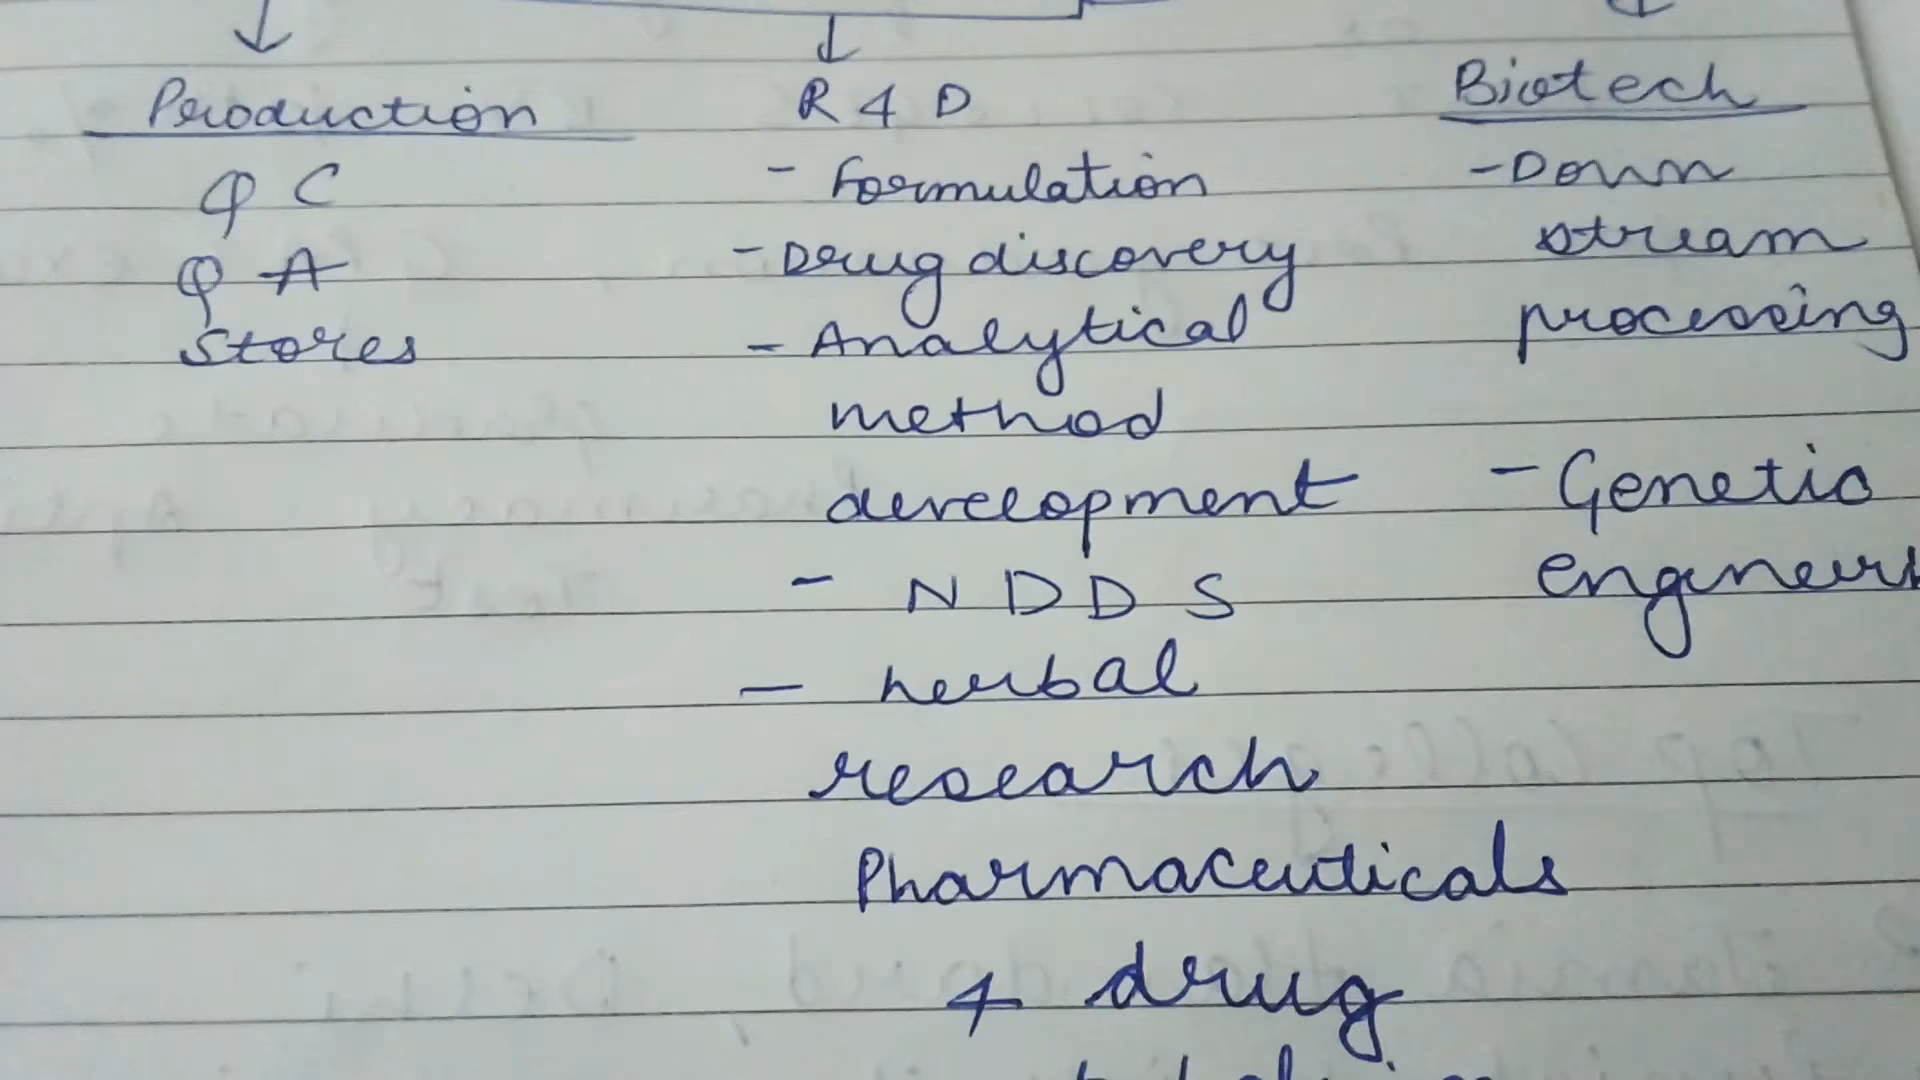 Production
QC
QA
Stores
R & D
- Formulation
- Drug discovery
- Analytical
method
development
- NDDS
- herbal
research
Pharmaceuticals
& drug
Biotech
- Down
stream
processing
- Genetic